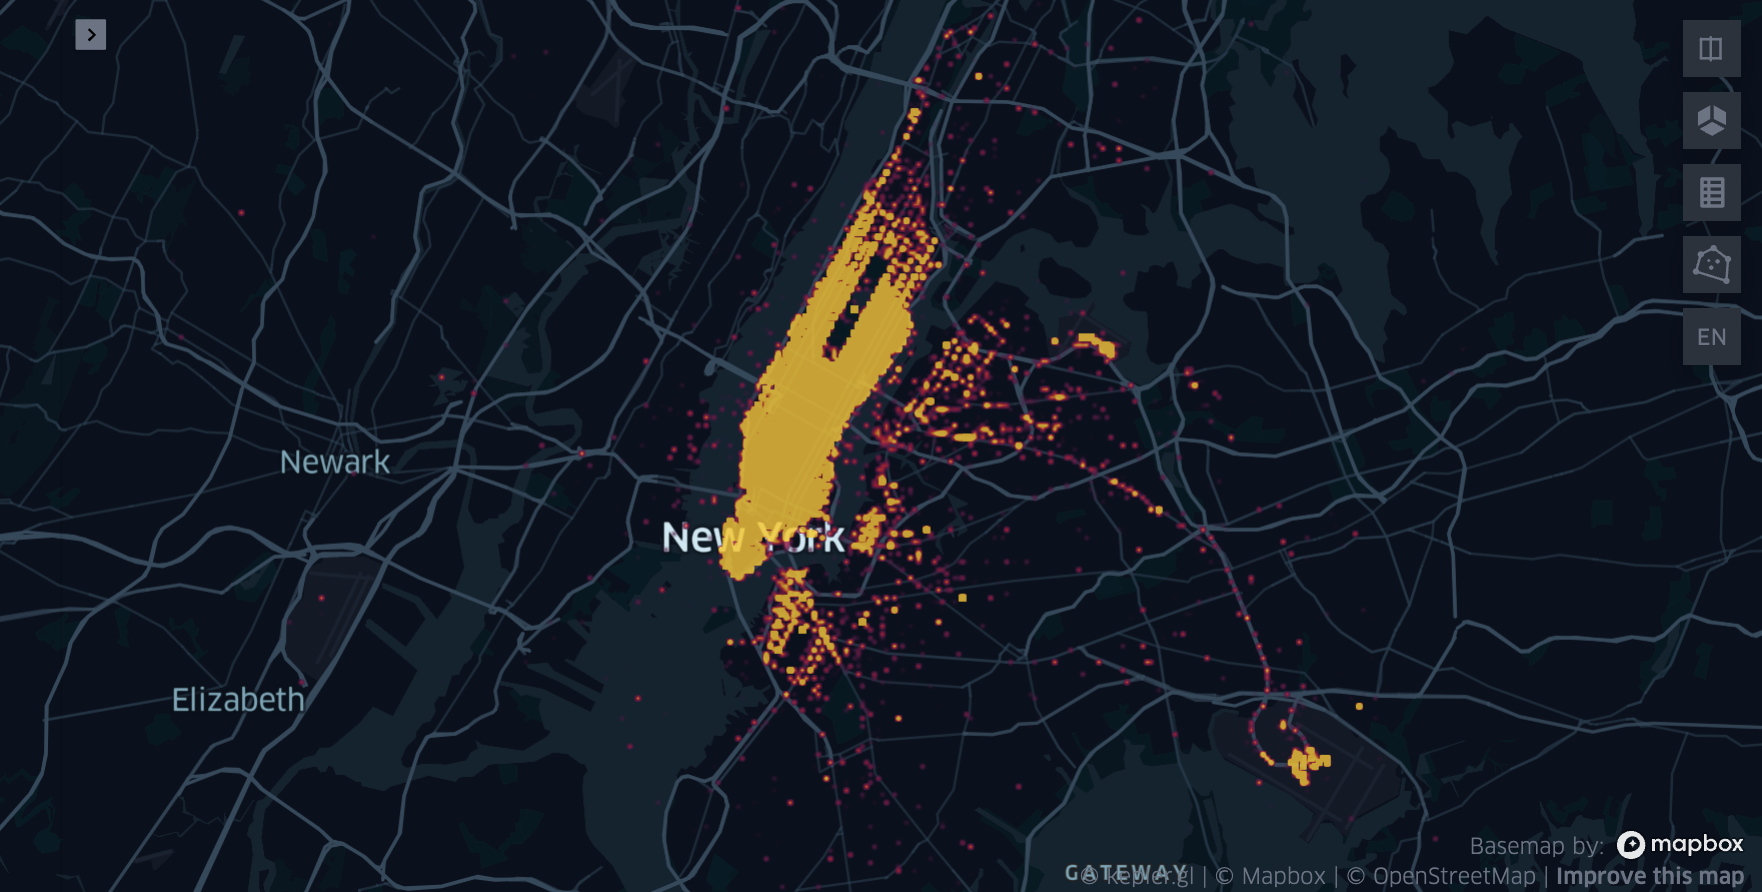 EN
Newark
New York
Elizabeth
Basemap by: mapbox
GATEWAY
© kepler.gl | © Mapbox | © OpenStreetMap | Improve this map